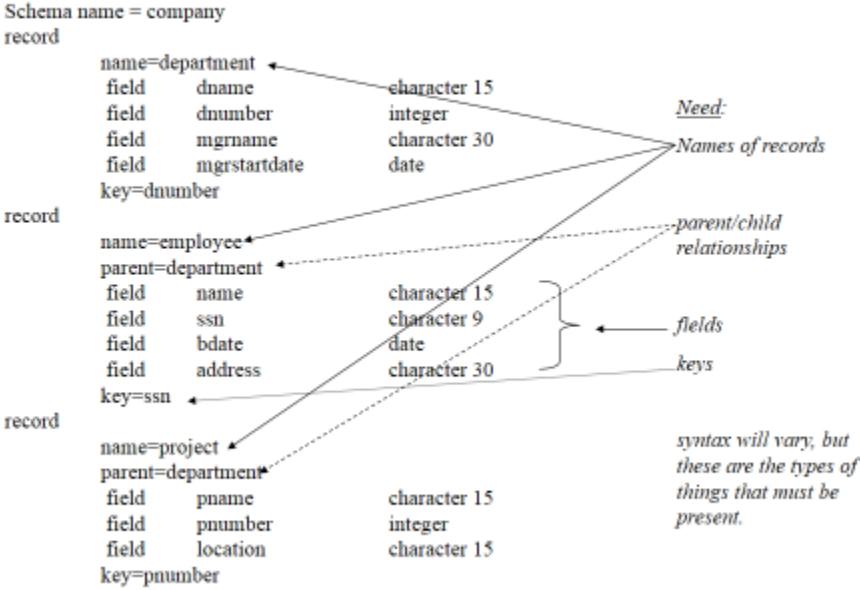 Schema name = company
record
name=department
field dname character 15
field dnumber integer
field mgrname character 30
field mgrstartdate date
key=dnumber
record
name=employee
parent=department
field name character 15
field ssn character 9
field bdate date
field address character 30
key=ssn
record
name=project
parent=department
field pname character 15
field pnumber integer
field location character 15
key=pnumber
Need:
Names of records
parent/child
relationships
fields
keys
syntax will vary, but
these are the types of
things that must be
present.